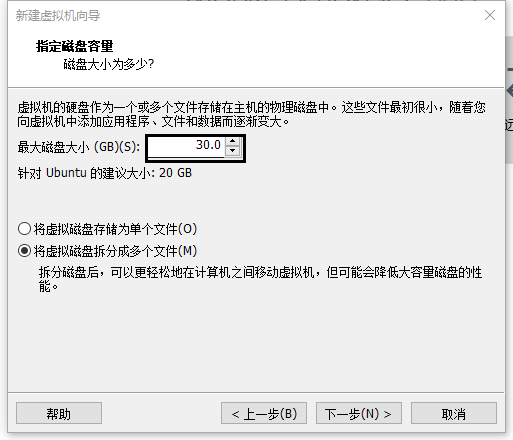 新建虚拟机向导
指定磁盘容量
磁盘大小为多少?
虚拟机的硬盘作为一个或多个文件存储在主机的物理磁盘中。这些文件最初很小，随着您
向虚拟机中添加应用程序、文件和数据而逐渐变大。
最大磁盘大小 (GB)(S): 30.0
针对 Ubuntu 的建议大小: 20 GB
将虚拟磁盘存储为单个文件(O)
将虚拟磁盘拆分成多个文件(M)
拆分磁盘后，可以更轻松地在计算机之间移动虚拟机，但可能会降低大容量磁盘的性
能。
帮助 < 上一步(B) 下一步(N) > 取消